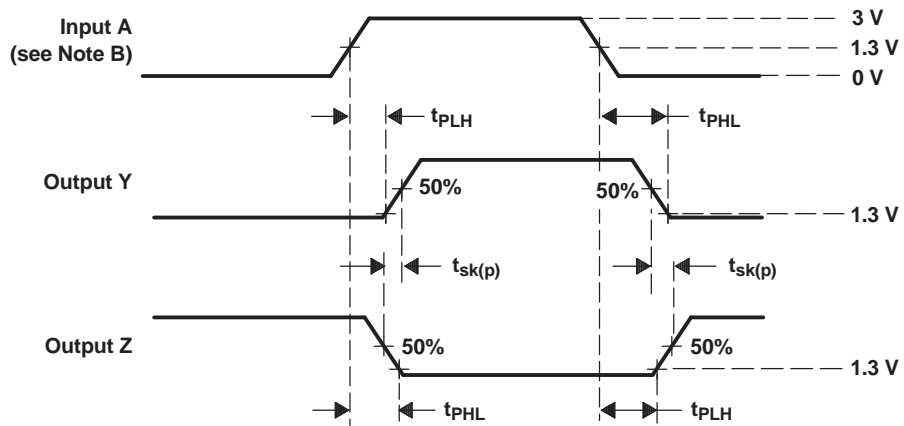 Input A
(see Note B)
3 V
1.3 V
0 V
tPLH
tPHL
Output Y
50%
50%
1.3 V
tsk(p)
tsk(p)
Output Z
50%
50%
1.3 V
tPHL
tPLH